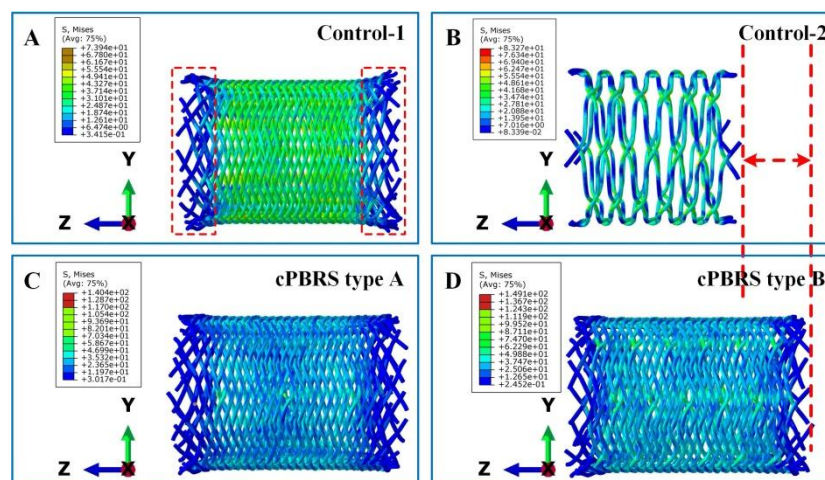 A
Control-1
S, Mises
(Avg: 75%)
+7.394e+01
+6.780e+01
+6.167e+01
+5.554e+01
+4.941e+01
+4.327e+01
+3.714e+01
+3.101e+01
+2.487e+01
+1.874e+01
+1.261e+01
+6.474e+00
+3.415e-01
Y
Z
X
B
Control-2
S, Mises
(Avg: 75%)
+8.327e+01
+7.634e+01
+6.940e+01
+6.247e+01
+5.554e+01
+4.861e+01
+4.168e+01
+3.474e+01
+2.781e+01
+2.088e+01
+1.395e+01
+7.016e+00
+8.339e-02
Y
Z
X
C
cPBRS type A
S, Mises
(Avg: 75%)
+1.404e+02
+1.287e+02
+1.170e+02
+1.054e+02
+9.369e+01
+8.201e+01
+7.034e+01
+5.867e+01
+4.699e+01
+3.532e+01
+2.365e+01
+1.197e+01
+3.017e-01
Y
Z
X
D
cPBRS type B
S, Mises
(Avg: 75%)
+1.491e+02
+1.367e+02
+1.243e+02
+1.119e+02
+9.952e+01
+8.711e+01
+7.470e+01
+6.229e+01
+4.988e+01
+3.747e+01
+2.506e+01
+1.265e+01
+2.452e-01
Y
Z
X